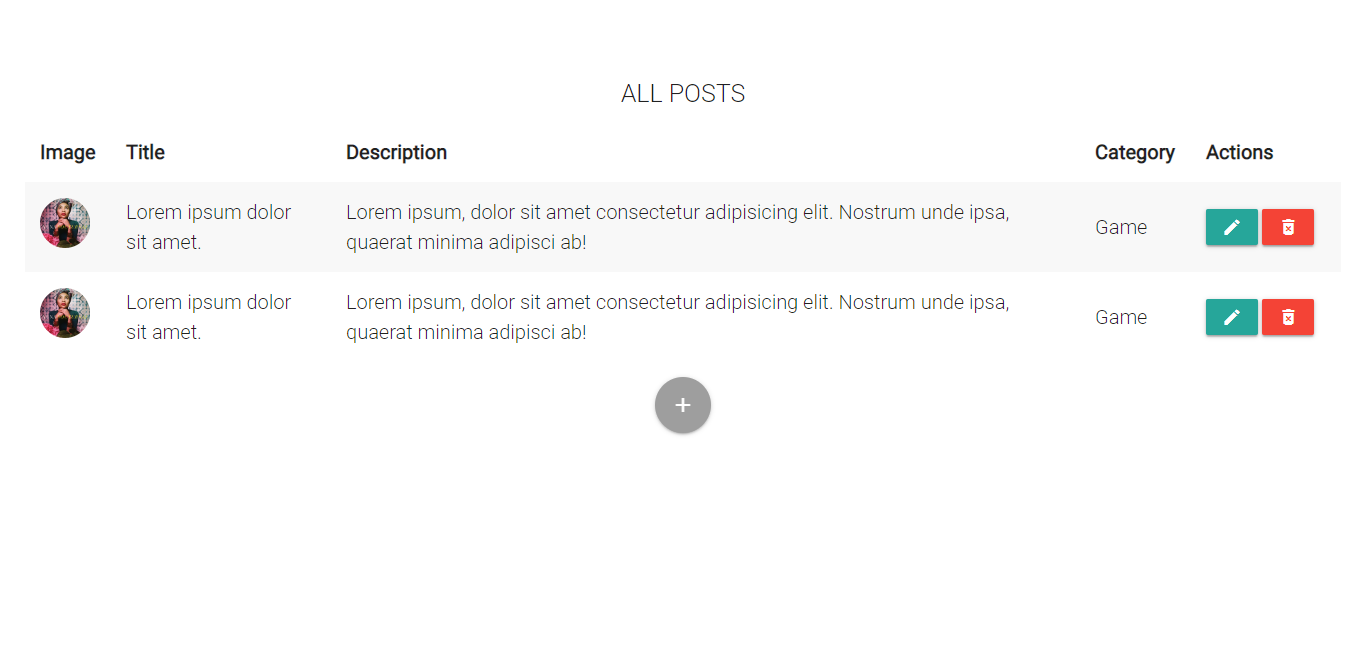 ALL POSTS
Image Title Description Category Actions
Lorem ipsum dolor
sit amet.
Lorem ipsum, dolor sit amet consectetur adipisicing elit. Nostrum unde ipsa,
quaerat minima adipisci ab!
Game
Lorem ipsum dolor
sit amet.
Lorem ipsum, dolor sit amet consectetur adipisicing elit. Nostrum unde ipsa,
quaerat minima adipisci ab!
Game
+